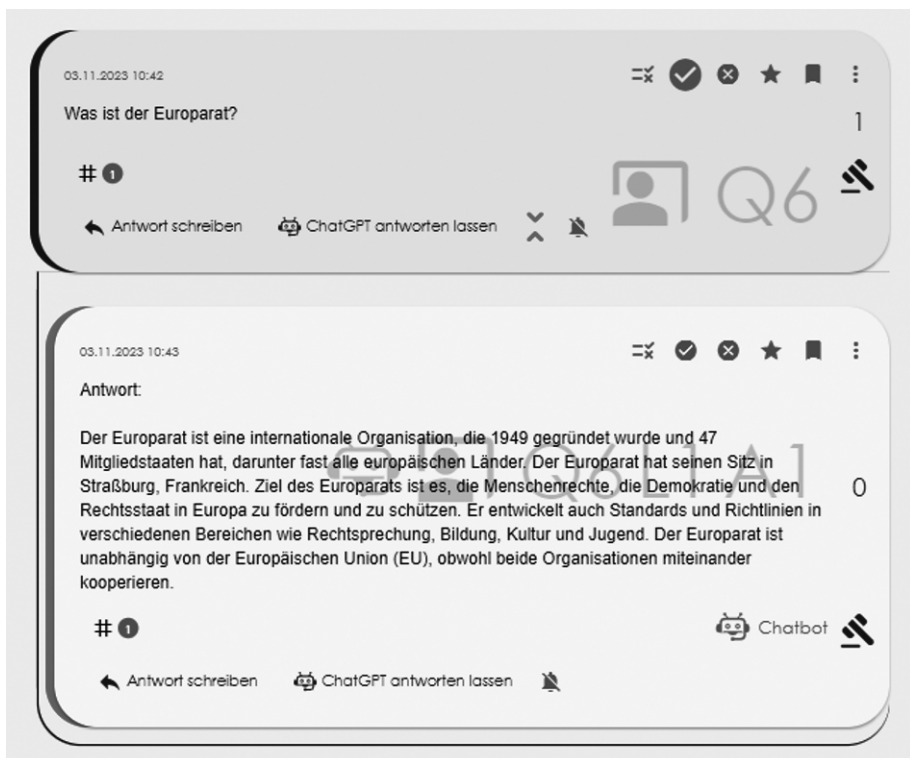 03.11.2023 10:42
Was ist der Europarat?
1
# 1
Q6
Antwort schreiben ChatGPT antworten lassen
03.11.2023 10:43
Antwort:
Der Europarat ist eine internationale Organisation, die 1949 gegründet wurde und 47
Mitgliedstaaten hat, darunter fast alle europäischen Länder. Der Europarat hat seinen Sitz in
Straßburg, Frankreich. Ziel des Europarats ist es, die Menschenrechte, die Demokratie und den
Rechtsstaat in Europa zu fördern und zu schützen. Er entwickelt auch Standards und Richtlinien in
verschiedenen Bereichen wie Rechtsprechung, Bildung, Kultur und Jugend. Der Europarat ist
unabhängig von der Europäischen Union (EU), obwohl beide Organisationen miteinander
kooperieren.
Q6L1 A1
0
# 1
Chatbot
Antwort schreiben ChatGPT antworten lassen